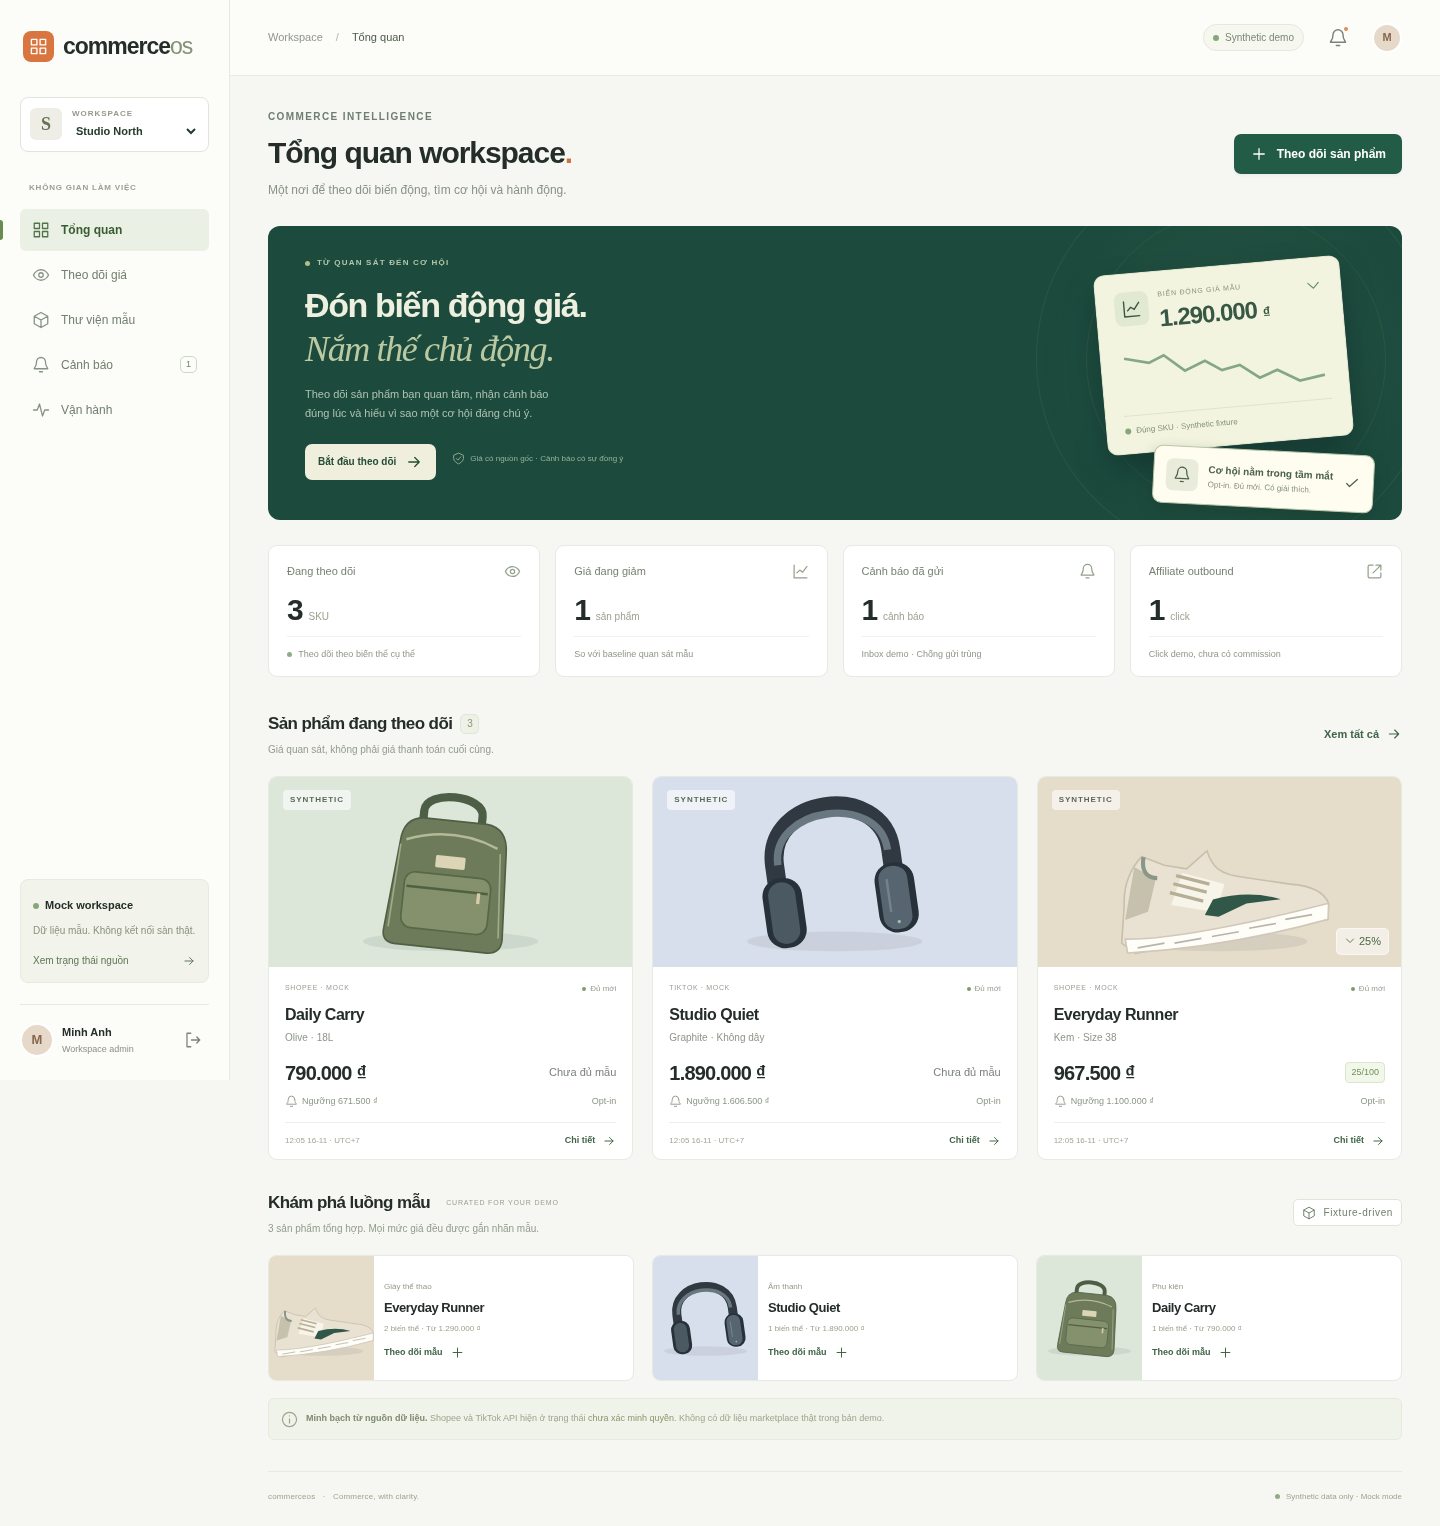 commerceos
WORKSPACE
S
Studio North
KHÔNG GIAN LÀM VIỆC
Tổng quan
Theo dõi giá
Thư viện mẫu
Cảnh báo
1
Vận hành
Mock workspace
Dữ liệu mẫu. Không kết nối sàn thật.
Xem trạng thái nguồn
M
Minh Anh
Workspace admin
Workspace / Tổng quan
Synthetic demo
M
COMMERCE INTELLIGENCE
Tổng quan workspace.
Một nơi để theo dõi biến động, tìm cơ hội và hành động.
Theo dõi sản phẩm
TỪ QUAN SÁT ĐẾN CƠ HỘI
Đón biến động giá.
Nắm thế chủ động.
Theo dõi sản phẩm bạn quan tâm, nhận cảnh báo
đúng lúc và hiểu vì sao một cơ hội đáng chú ý.
Bắt đầu theo dõi
Giá có nguồn gốc · Cảnh báo có sự đồng ý
BIẾN ĐỘNG GIÁ MẪU
1.290.000 ₫
Đúng SKU · Synthetic fixture
Cơ hội nằm trong tầm mắt
Opt-in. Đủ mới. Có giải thích.
Đang theo dõi
3 SKU
Theo dõi theo biến thể cụ thể
Giá đang giảm
1 sản phẩm
So với baseline quan sát mẫu
Cảnh báo đã gửi
1 cảnh báo
Inbox demo · Chống gửi trùng
Affiliate outbound
1 click
Click demo, chưa có commission
Sản phẩm đang theo dõi 3
Giá quan sát, không phải giá thanh toán cuối cùng.
Xem tất cả
SYNTHETIC
SHOPEE · MOCK
Đủ mới
Daily Carry
Olive · 18L
790.000 ₫
Chưa đủ mẫu
Ngưỡng 671.500 ₫
Opt-in
12:05 16-11 · UTC+7
Chi tiết
SYNTHETIC
TIKTOK · MOCK
Đủ mới
Studio Quiet
Graphite · Không dây
1.890.000 ₫
Chưa đủ mẫu
Ngưỡng 1.606.500 ₫
Opt-in
12:05 16-11 · UTC+7
Chi tiết
SYNTHETIC
25%
SHOPEE · MOCK
Đủ mới
Everyday Runner
Kem · Size 38
967.500 ₫
25/100
Ngưỡng 1.100.000 ₫
Opt-in
12:05 16-11 · UTC+7
Chi tiết
Khám phá luồng mẫu
CURATED FOR YOUR DEMO
3 sản phẩm tổng hợp. Mọi mức giá đều được gắn nhãn mẫu.
Fixture-driven
Giày thể thao
Everyday Runner
2 biến thể · Từ 1.290.000 ₫
Theo dõi mẫu
Âm thanh
Studio Quiet
1 biến thể · Từ 1.890.000 ₫
Theo dõi mẫu
Phụ kiện
Daily Carry
1 biến thể · Từ 790.000 ₫
Theo dõi mẫu
Minh bạch từ nguồn dữ liệu. Shopee và TikTok API hiện ở trạng thái chưa xác minh quyền. Không có dữ liệu marketplace thật trong bản demo.
commerceos · Commerce, with clarity.
Synthetic data only · Mock mode